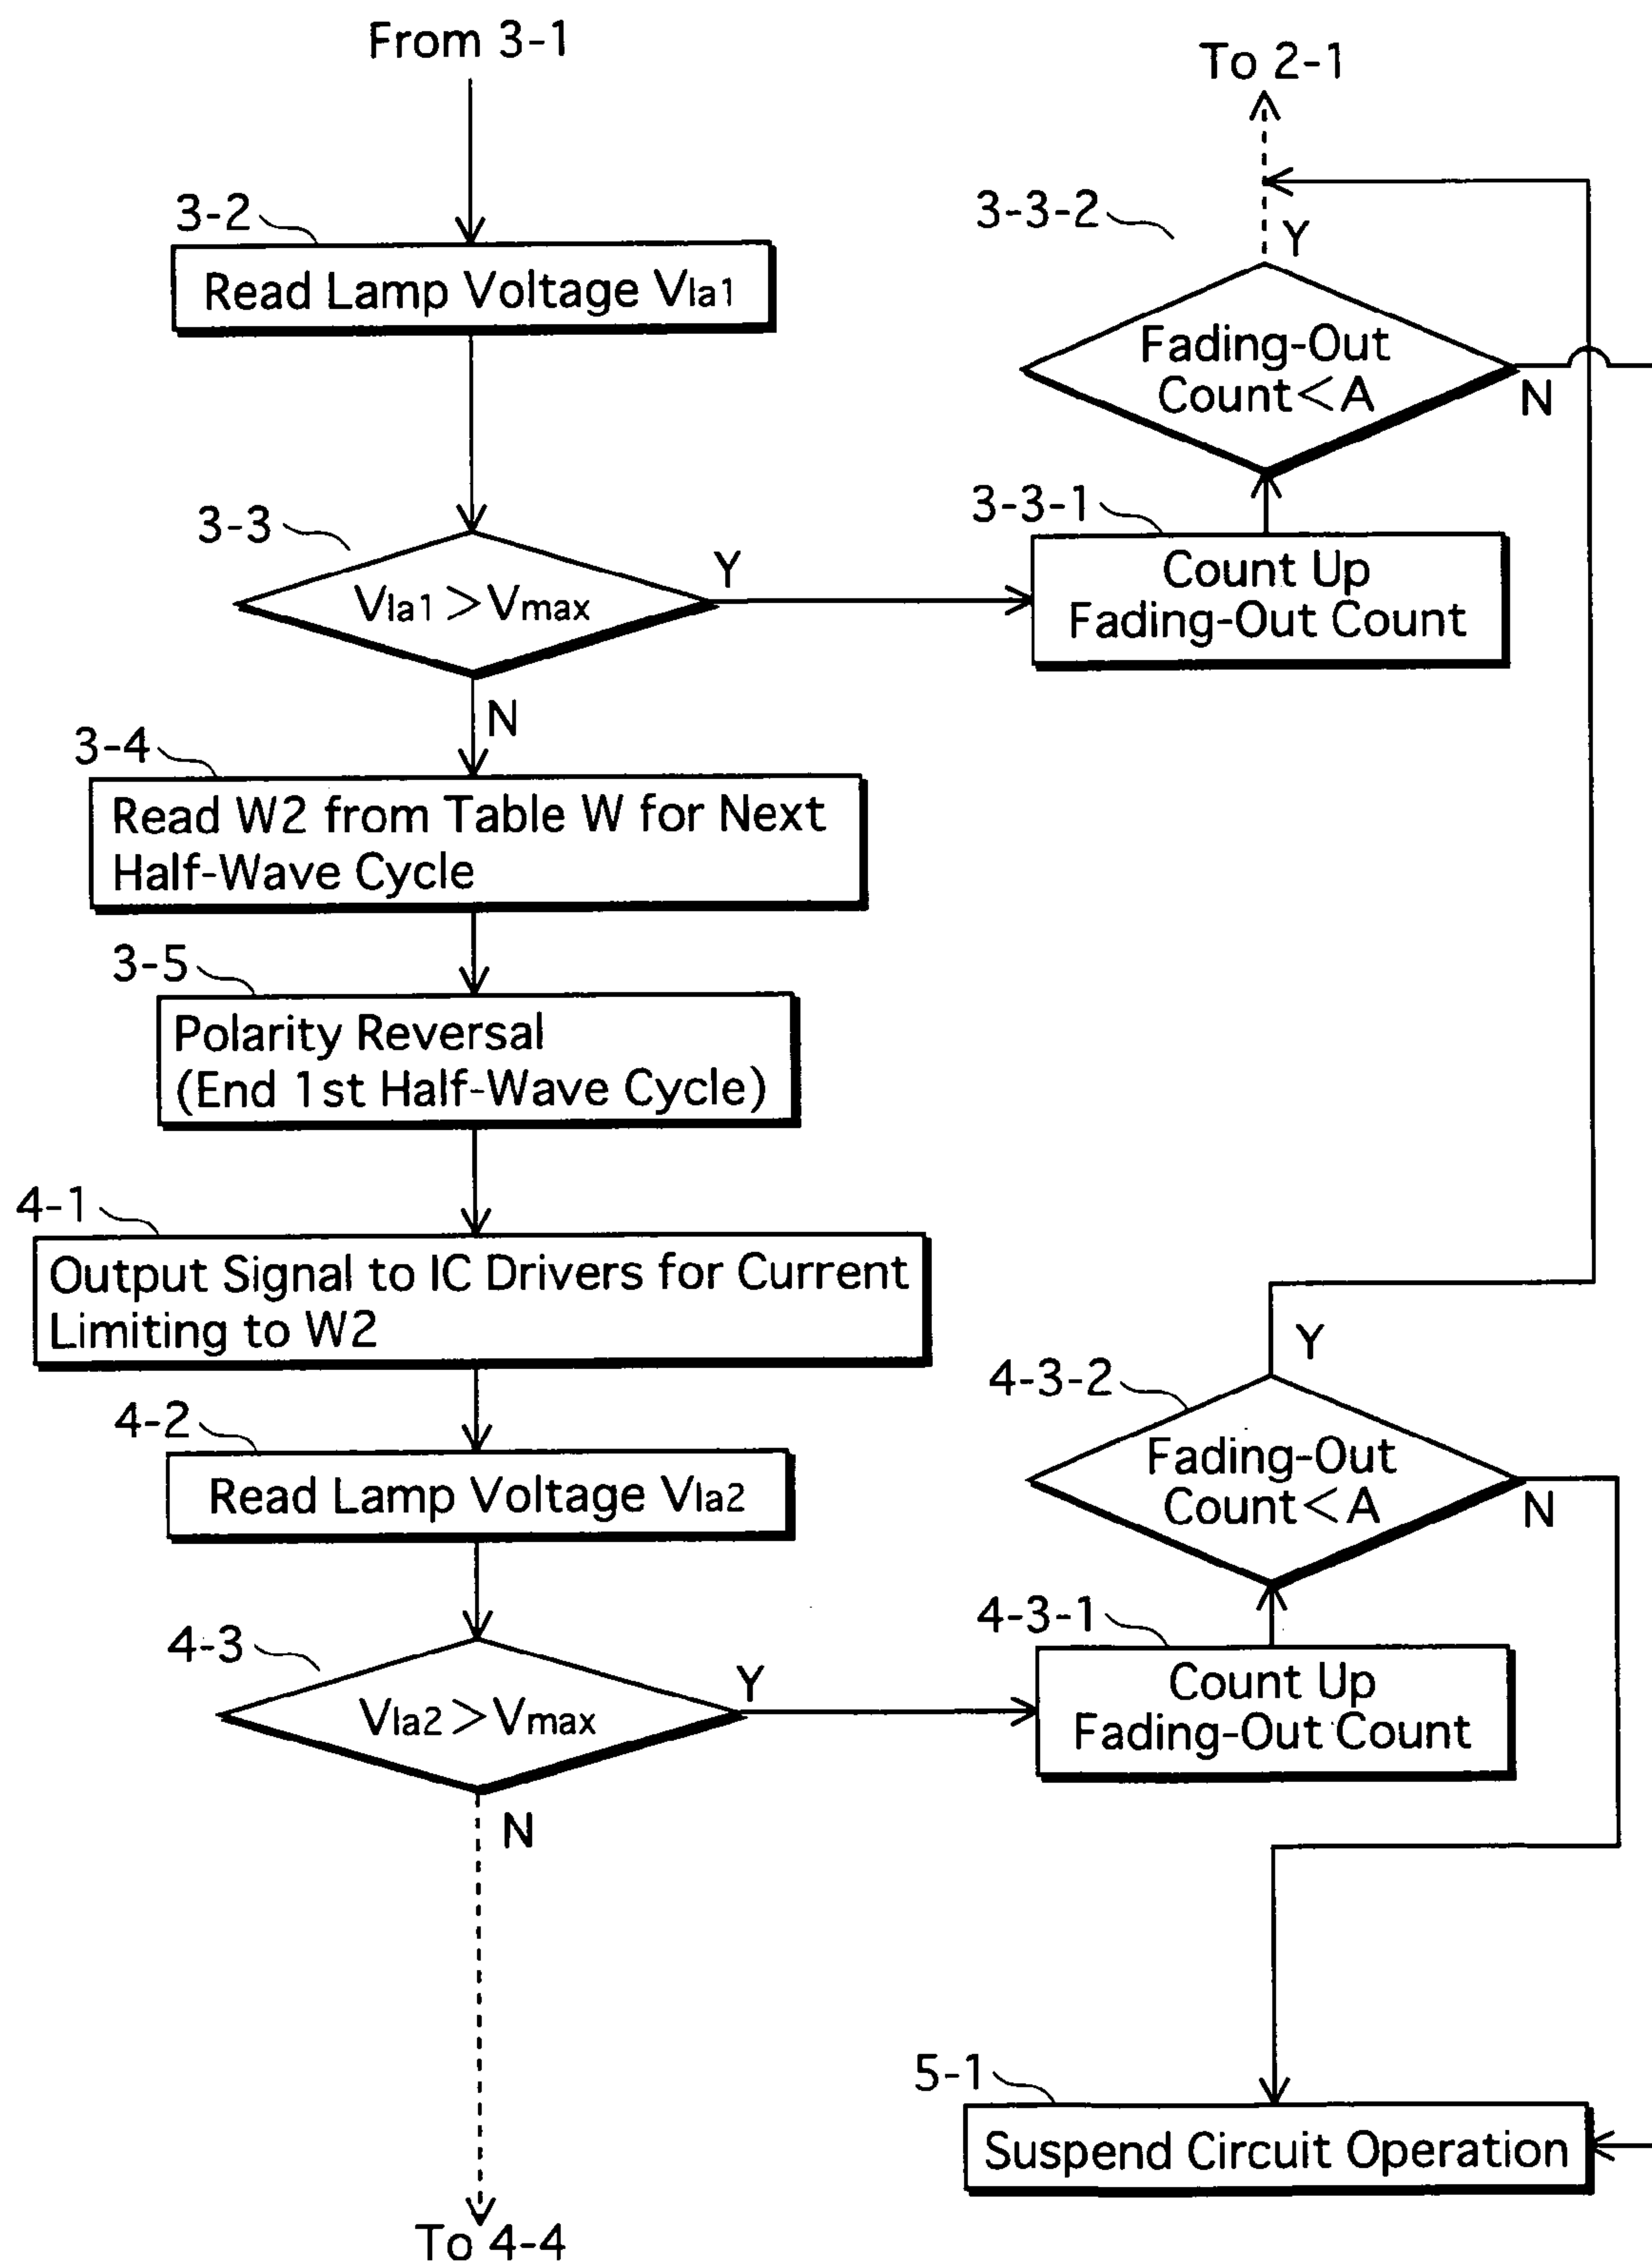 From 3-1
To 2-1
3-2
Read Lamp Voltage Vla1
3-3-2
Y
Fading-Out
Count<A
N
3-3
Vla1>Vmax
Y
3-3-1
Count Up
Fading-Out Count
N
3-4
Read W2 from Table W for Next
Half-Wave Cycle
3-5
Polarity Reversal
(End 1st Half-Wave Cycle)
4-1
Output Signal to IC Drivers for Current
Limiting to W2
4-2
Read Lamp Voltage Vla2
Y
4-3-2
Fading-Out
Count<A
N
4-3
Vla2>Vmax
Y
4-3-1
Count Up
Fading-Out Count
N
5-1
Suspend Circuit Operation
To 4-4